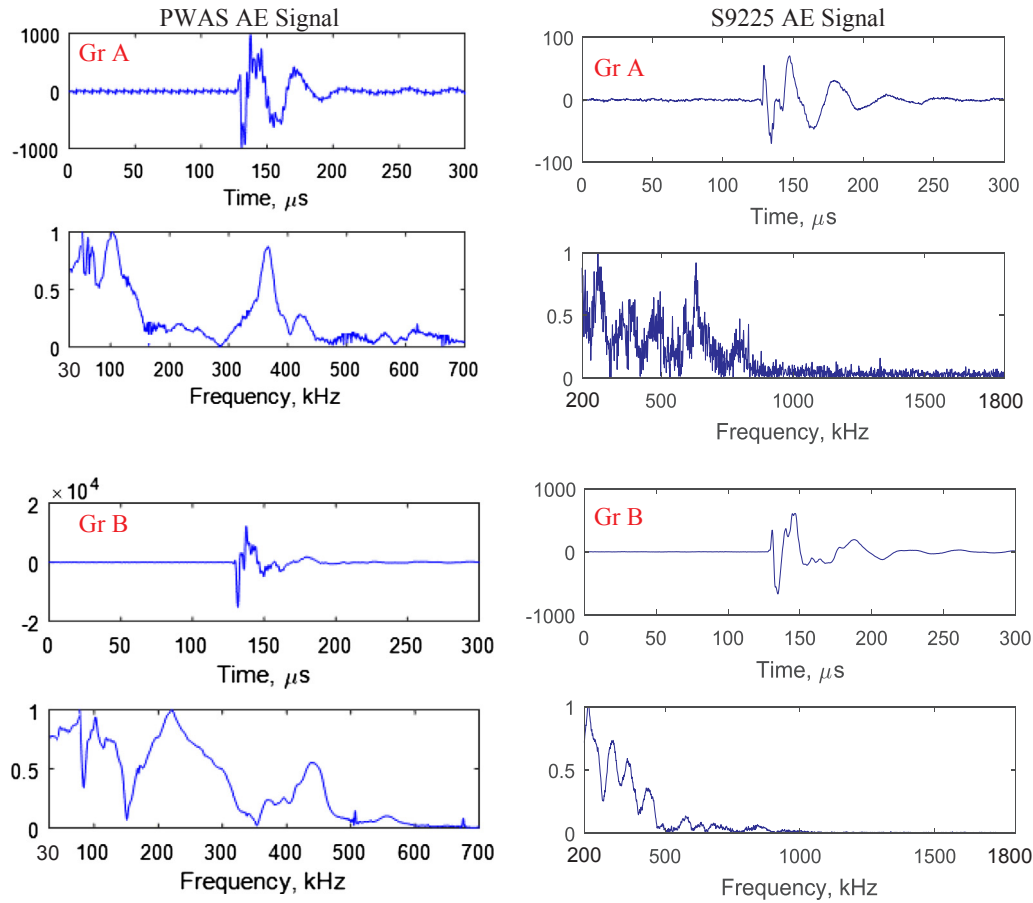 PWAS AE Signal
S9225 AE Signal
Gr A
1000
0
-1000
0 50 100 150 200 250 300
Time, μs
1
0.5
0
30 100 200 300 400 500 600 700
Frequency, kHz
Gr A
100
0
-100
0 50 100 150 200 250 300
Time, μs
1
0.5
0
200 500 1000 1500 1800
Frequency, kHz
Gr B
2 × 10^4
0
-2
0 50 100 150 200 250 300
Time, μs
1
0.5
0
30 100 200 300 400 500 600 700
Frequency, kHz
Gr B
1000
0
-1000
0 50 100 150 200 250 300
Time, μs
1
0.5
0
200 500 1000 1500 1800
Frequency, kHz